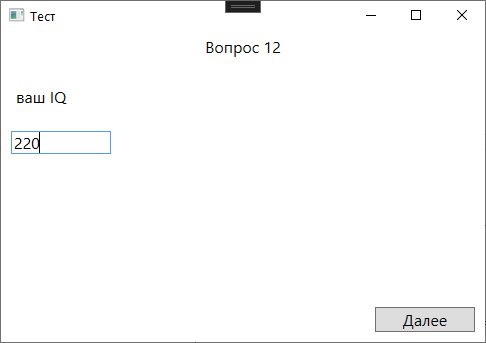 Тест
Вопрос 12
ваш IQ
220
Далее